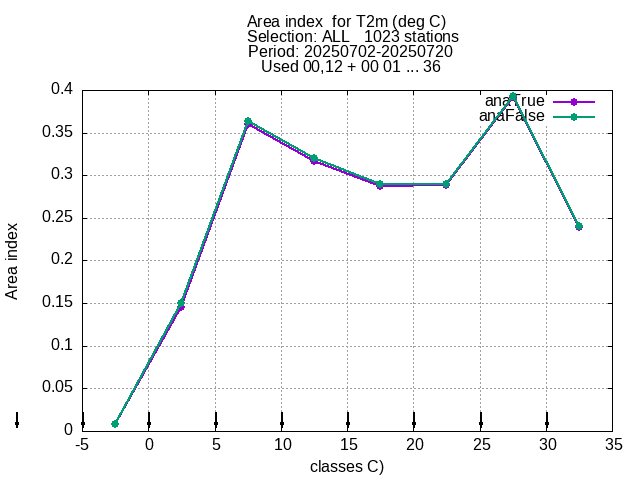 Area index  for T2m (deg C)
Selection: ALL   1023 stations
Period: 20250702-20250720
Used 00,12 + 00 01 ... 36
anaTrue
anaFalse
0.4
0.35
0.3
0.25
0.2
0.15
0.1
0.05
0
Area index
-5 0 5 10 15 20 25 30 35
classes C)